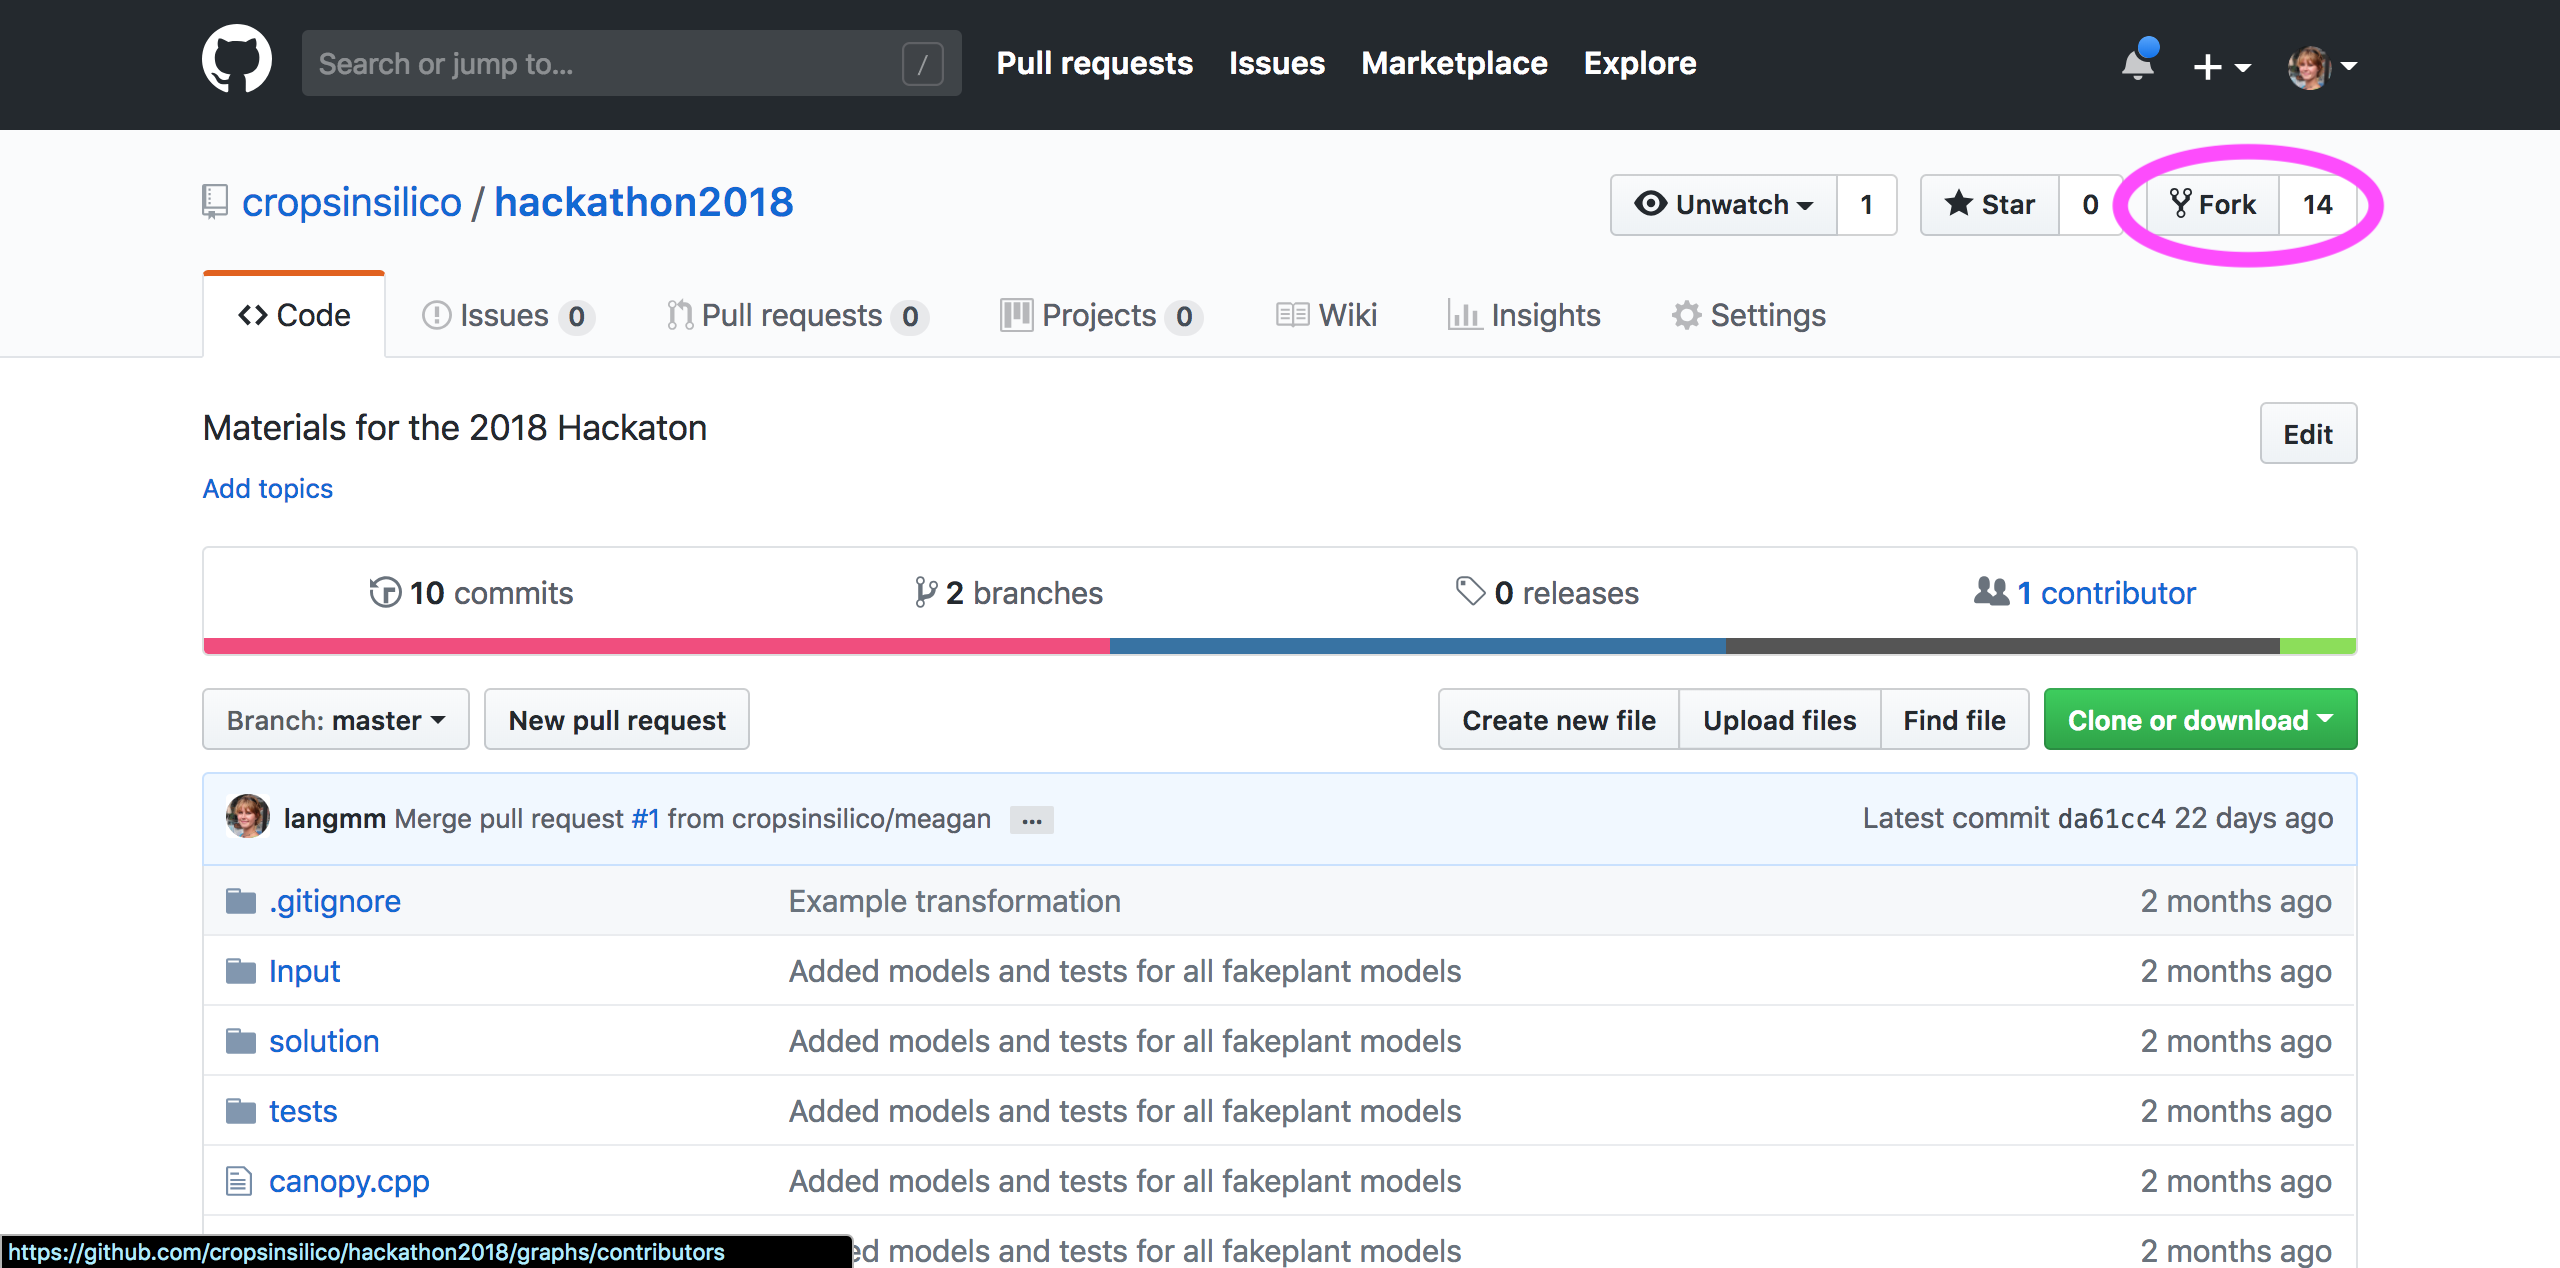 Search or jump to... / Pull requests Issues Marketplace Explore
cropsinsilico / hackathon2018 Unwatch 1 Star 0 Fork 14
Code Issues 0 Pull requests 0 Projects 0 Wiki Insights Settings
Materials for the 2018 Hackaton Edit
Add topics
10 commits 2 branches 0 releases 1 contributor
Branch: master New pull request Create new file Upload files Find file Clone or download
langmm Merge pull request #1 from cropsinsilico/meagan ... Latest commit da61cc4 22 days ago
.gitignore Example transformation 2 months ago
Input Added models and tests for all fakeplant models 2 months ago
solution Added models and tests for all fakeplant models 2 months ago
tests Added models and tests for all fakeplant models 2 months ago
canopy.cpp Added models and tests for all fakeplant models 2 months ago
https://github.com/cropsinsilico/hackathon2018/graphs/contributors ed models and tests for all fakeplant models 2 months ago